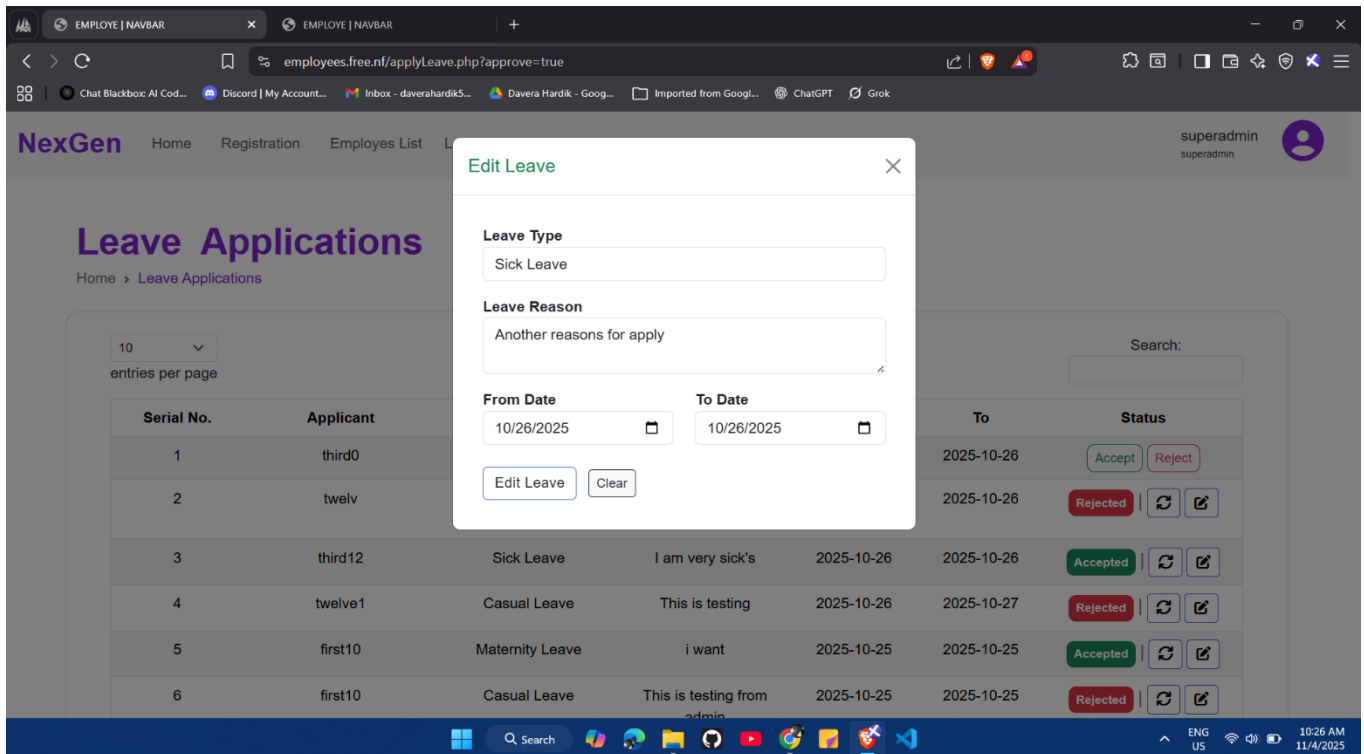 EMPLOYE | NAVBAR
EMPLOYE | NAVBAR
employees.free.nf/applyLeave.php?approve=true
Chat Blackbox: AI Cod... Discord | My Account... Inbox - daverahardik5... Davera Hardik - Goog... Imported from Googl... ChatGPT Grok
NexGen Home Registration Employes List L
superadmin
superadmin
Edit Leave
Leave Type
Sick Leave
Leave Reason
Another reasons for apply
From Date To Date
10/26/2025 10/26/2025
Edit Leave Clear
Leave Applications
Home › Leave Applications
10
entries per page
Search:
Serial No. Applicant To Status
1 third0 2025-10-26 Accept Reject
2 twelv 2025-10-26 Rejected |
3 third12 Sick Leave I am very sick's 2025-10-26 2025-10-26 Accepted |
4 twelve1 Casual Leave This is testing 2025-10-26 2025-10-27 Rejected |
5 first10 Maternity Leave i want 2025-10-25 2025-10-25 Accepted |
6 first10 Casual Leave This is testing from 2025-10-25 2025-10-25 Rejected |
admin
Search
ENG
US
10:26 AM
11/4/2025